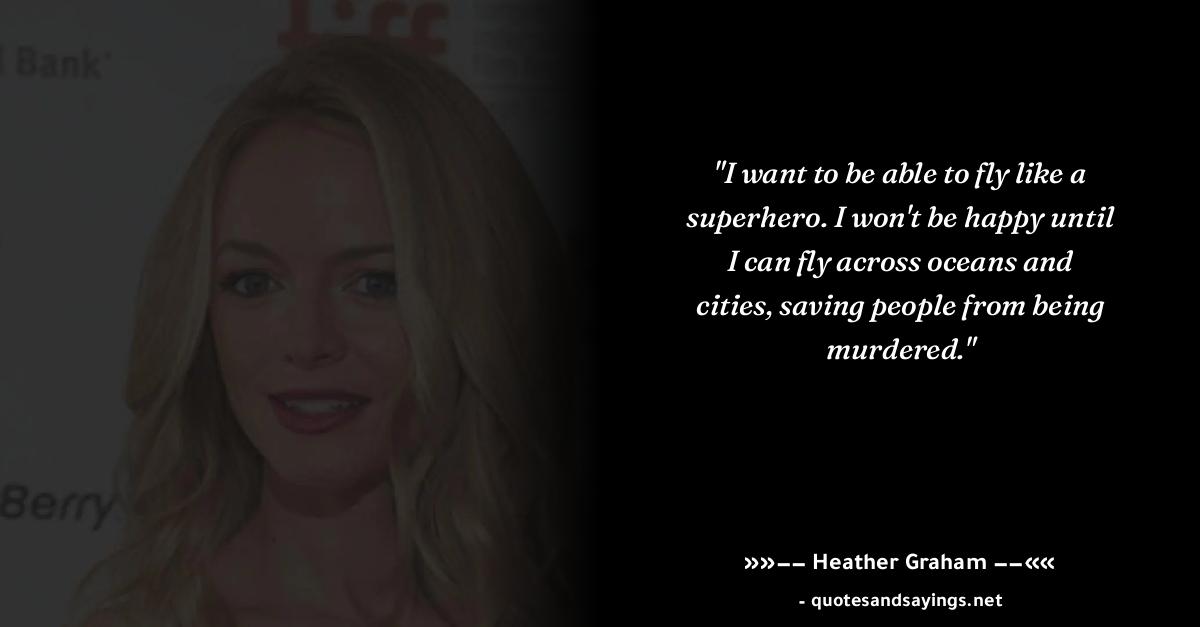 tiff
Bank
Berry
"I want to be able to fly like a
superhero. I won't be happy until
I can fly across oceans and
cities, saving people from being
murdered."
»»−− Heather Graham −−««
- quotesandsayings.net